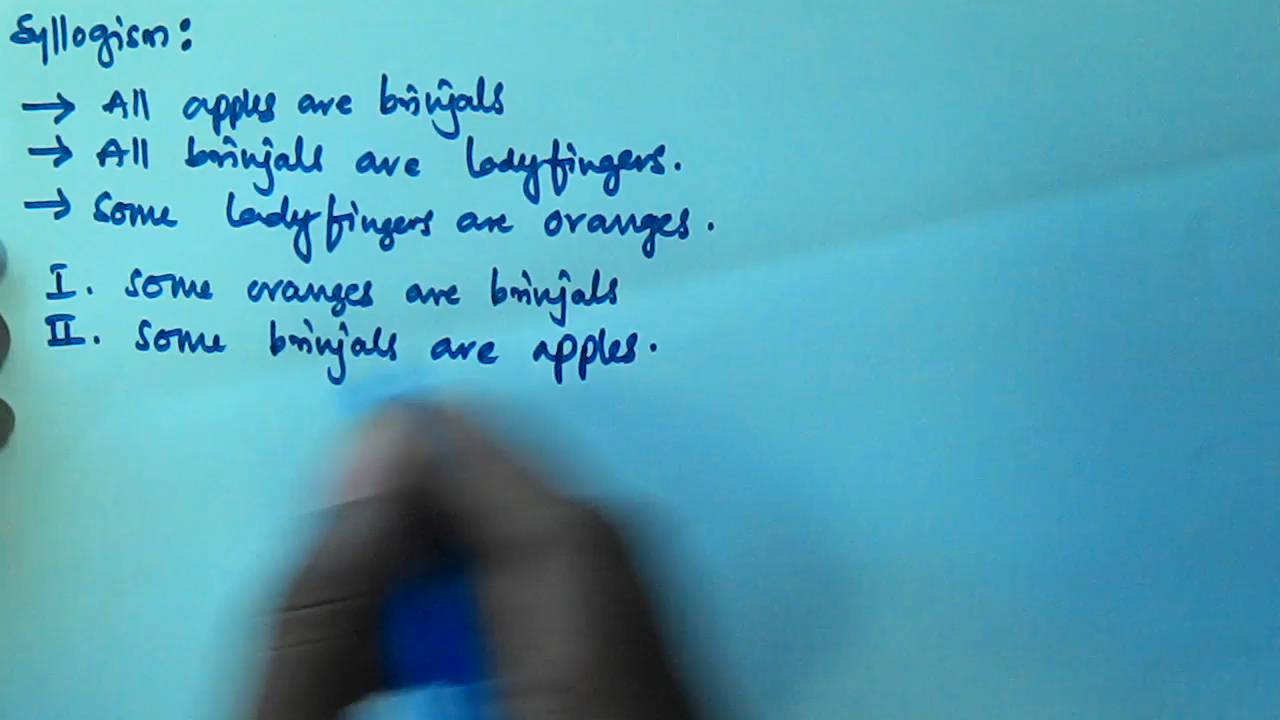 Syllogism:
→ All apples are brinjals
→ All brinjals are ladyfingers.
→ Some ladyfingers are oranges.
I. Some oranges are brinjals
II. Some brinjals are apples.